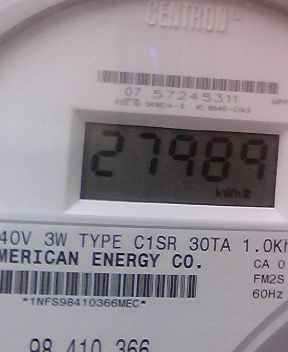 CENTRON®
07 57245311
27989
kWh
40V 3W TYPE C1SR 30TA 1.0Kh
MERICAN ENERGY CO.
CA 0
FM2S
60Hz
*1NFS98410366MEC*
98 410 366